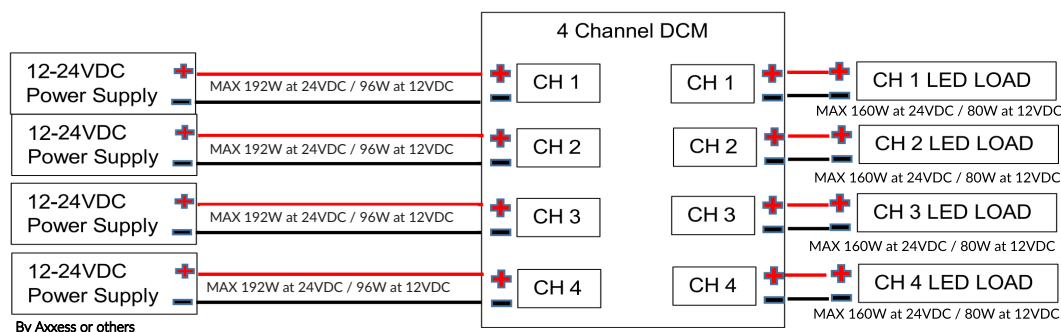 4 Channel DCM
12-24VDC
Power Supply
MAX 192W at 24VDC / 96W at 12VDC
CH 1
CH 1
CH 1 LED LOAD
MAX 160W at 24VDC / 80W at 12VDC
12-24VDC
Power Supply
MAX 192W at 24VDC / 96W at 12VDC
CH 2
CH 2
CH 2 LED LOAD
MAX 160W at 24VDC / 80W at 12VDC
12-24VDC
Power Supply
MAX 192W at 24VDC / 96W at 12VDC
CH 3
CH 3
CH 3 LED LOAD
MAX 160W at 24VDC / 80W at 12VDC
12-24VDC
Power Supply
MAX 192W at 24VDC / 96W at 12VDC
CH 4
CH 4
CH 4 LED LOAD
MAX 160W at 24VDC / 80W at 12VDC
By Axxess or others